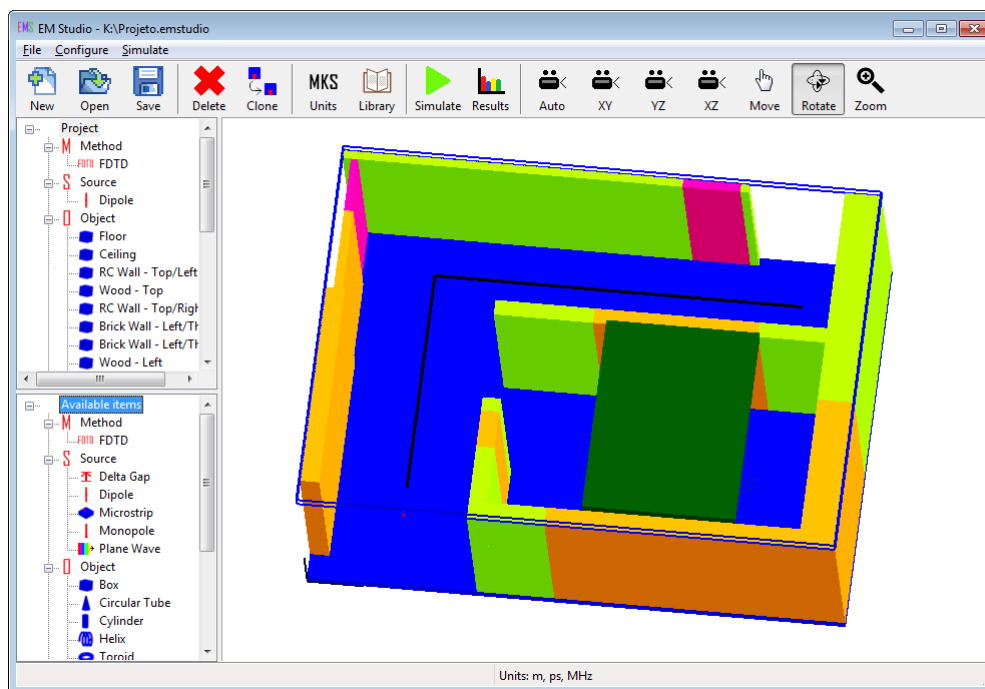 EMS EM Studio - K:\Projeto.emstudio
File Configure Simulate
MKS
New Open Save Delete Clone Units Library Simulate Results Auto XY YZ XZ Move Rotate Zoom
Project
M Method
FDTD FDTD
S Source
Dipole
Object
Floor
Ceiling
RC Wall - Top/Left
Wood - Top
RC Wall - Top/Righ
Brick Wall - Left/Th
Brick Wall - Left/Th
Wood - Left
Available items
M Method
FDTD FDTD
S Source
Delta Gap
Dipole
Microstrip
Monopole
Plane Wave
Object
Box
Circular Tube
Cylinder
Helix
Toroid
Units: m, ps, MHz